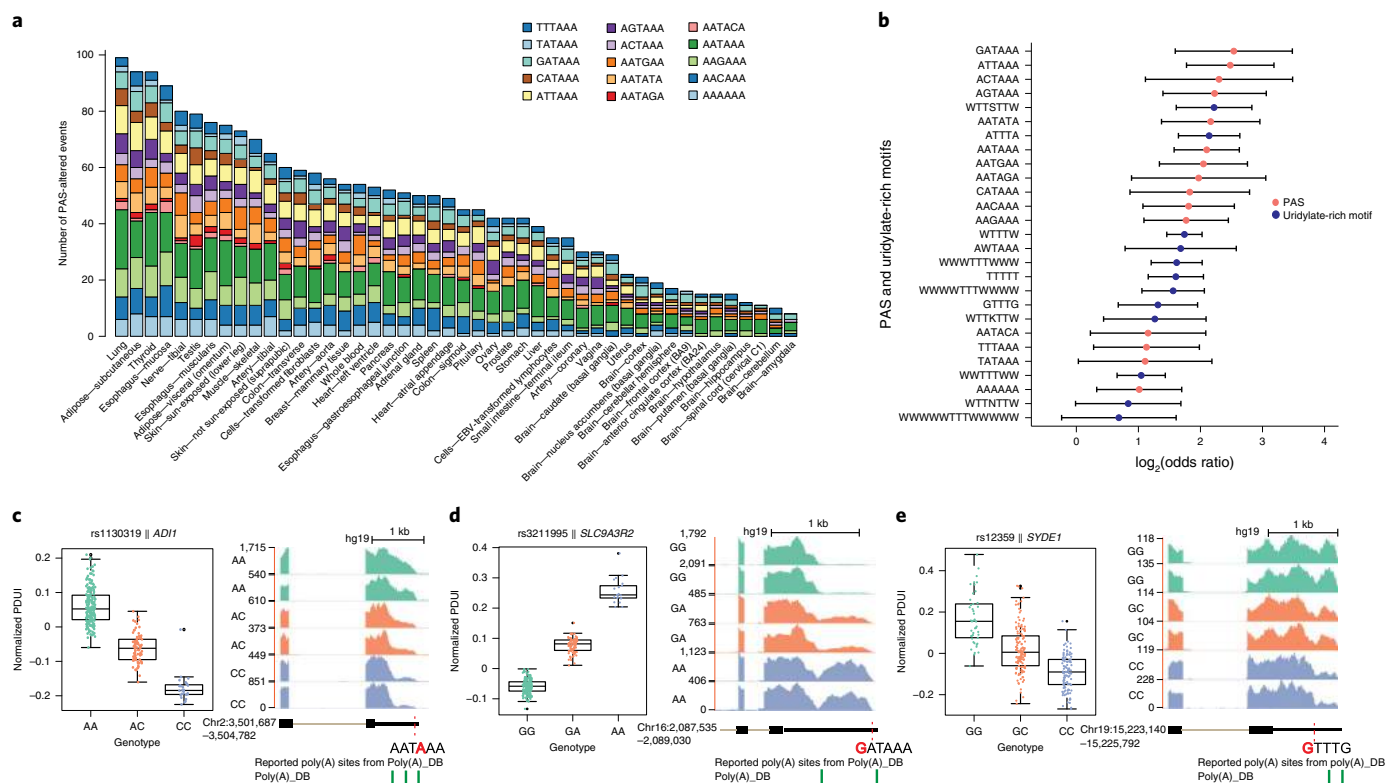 a
TTTAAA
TATAAA
GATAAA
CATAAA
ATTAAA
AGTAAA
ACTAAA
AATGAA
AATATA
AATAGA
AATACA
AATAAA
AAGAAA
AACAAA
AAAAAA
Number of PAS-altered events
100
80
60
40
20
0
Lung
Adipose—subcutaneous
Thyroid
Esophagus—mucosa
Nerve—tibial
Testis
Esophagus—muscularis
Adipose—visceral (omentum)
Skin—sun-exposed (lower leg)
Muscle—skeletal
Artery—tibial
Skin—not sun-exposed (suprapubic)
Colon—transverse
Cells—transformed fibroblasts
Artery—aorta
Breast—mammary tissue
Whole blood
Heart—left ventricle
Pancreas
Esophagus—gastroesophageal junction
Adrenal gland
Spleen
Heart—atrial appendage
Colon—sigmoid
Pituitary
Ovary
Prostate
Stomach
Liver
Cells—EBV-transformed lymphocytes
Small intestine—terminal ileum
Artery—coronary
Vagina
Brain—caudate (basal ganglia)
Uterus
Brain—cortex
Brain—nucleus accumbens (basal ganglia)
Brain—cerebellar hemisphere
Brain—frontal cortex (BA9)
Brain—anterior cingulate cortex (BA24)
Brain—hypothalamus
Brain—putamen (basal ganglia)
Brain—hippocampus
Brain—spinal cord (cervical C1)
Brain—cerebellum
Brain—amygdala
b
PAS and uridylate-rich motifs
GATAAA
ATTAAA
ACTAAA
AGTAAA
WTTSTTW
AATATA
ATTTA
AATAAA
AATGAA
AATAGA
CATAAA
AACAAA
AAGAAA
WTTTW
AWTAAA
WWWTTTWWW
TTTTT
WWWWTTTWWWW
GTTTG
WTTKTTW
AATACA
TTTAAA
TATAAA
WWTTTWW
AAAAAA
WTTNTTW
WWWWWTTTWWWWW
PAS
Uridylate-rich motif
0 1 2 3 4
log2(odds ratio)
c
rs1130319 || ADI1
Normalized PDUI
0.2
0.1
0
−0.1
−0.2
AA AC CC
Genotype
hg19 1 kb
1,715
AA
540
AA
610
AC
373
AC
449
CC
851
CC
0
Chr2:3,501,687
−3,504,782
AATAAA
Reported poly(A) sites from Poly(A)_DB
Poly(A)_DB
d
rs3211995 || SLC9A3R2
Normalized PDUI
0.4
0.3
0.2
0.1
0
−0.1
GG GA AA
Genotype
hg19 1 kb
1,792
GG
2,091
GG
485
GA
763
GA
1,123
AA
406
AA
0
Chr16:2,087,535
−2,089,030
GATAAA
Reported poly(A) sites from Poly(A)_DB
Poly(A)_DB
e
rs12359 || SYDE1
Normalized PDUI
0.4
0.2
0
−0.2
GG GC CC
Genotype
hg19 1 kb
118
GG
135
GG
114
GC
104
GC
119
CC
228
CC
0
Chr19:15,223,140
−15,225,792
GTTTG
Reported poly(A) sites from Poly(A)_DB
Poly(A)_DB